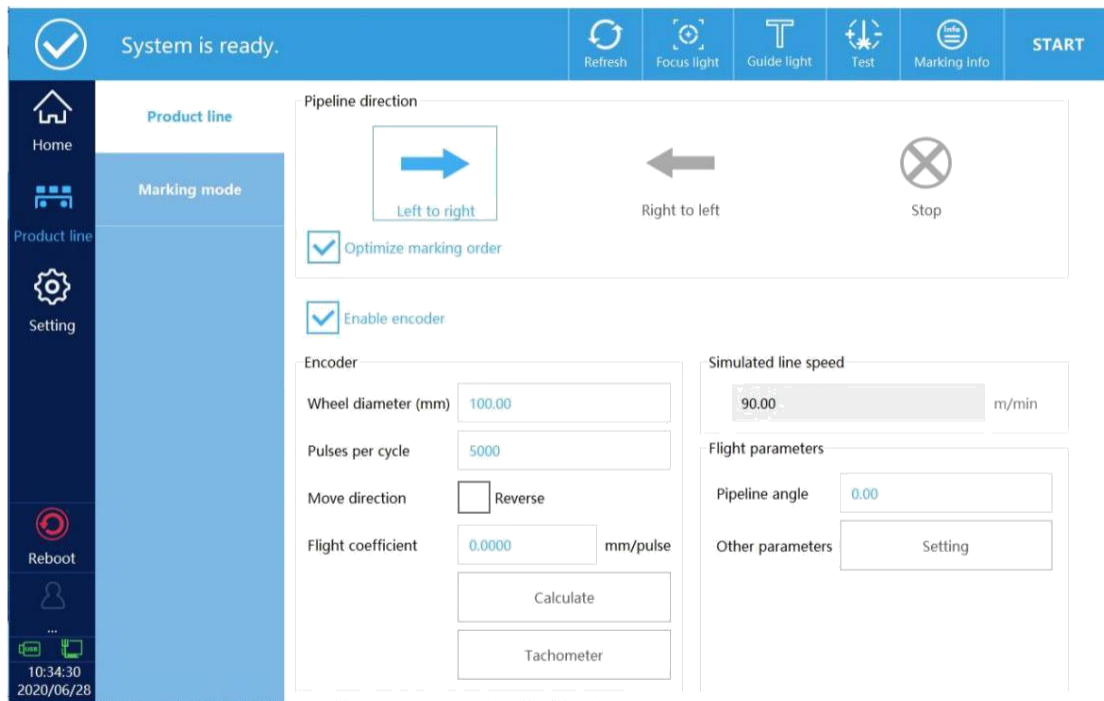 System is ready.
Refresh
Focus light
Guide light
Test
Info
Marking info
START
Home
Product line
Setting
Reboot
...
USB
10:34:30
2020/06/28
Product line
Marking mode
Pipeline direction
Left to right
Right to left
Stop
Optimize marking order
Enable encoder
Encoder
Wheel diameter (mm) 100.00
Pulses per cycle 5000
Move direction Reverse
Flight coefficient 0.0000 mm/pulse
Calculate
Tachometer
Simulated line speed
90.00 m/min
Flight parameters
Pipeline angle 0.00
Other parameters Setting